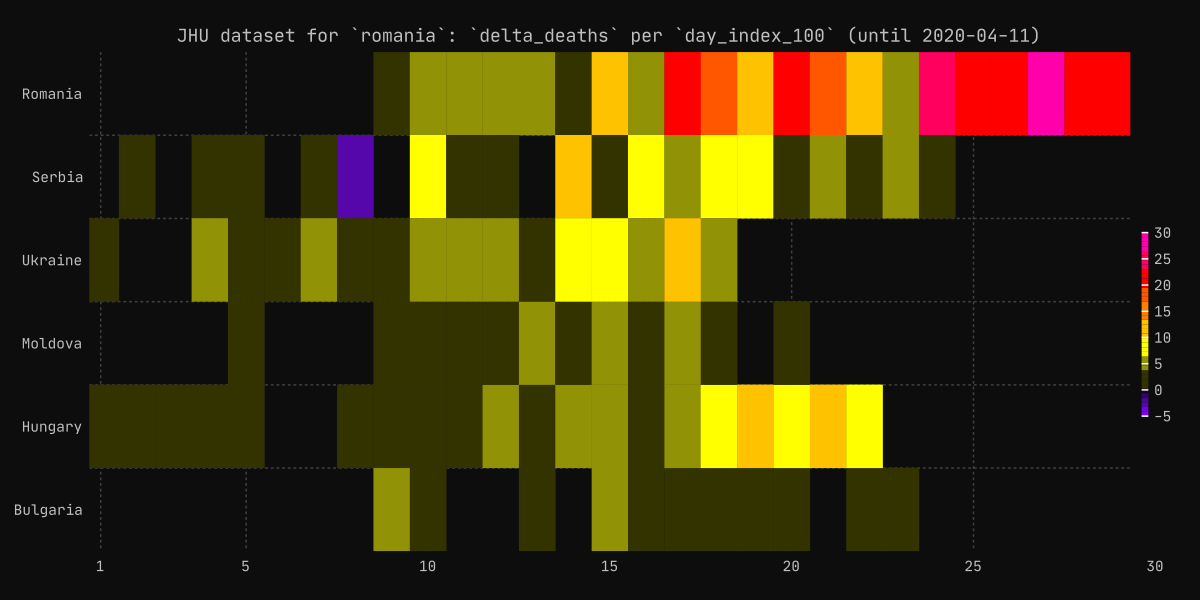 JHU dataset for `romania`: `delta_deaths` per `day_index_100` (until 2020-04-11)
Romania
Serbia
Ukraine
Moldova
Hungary
Bulgaria
30
25
20
15
10
5
0
-5
1 5 10 15 20 25 30